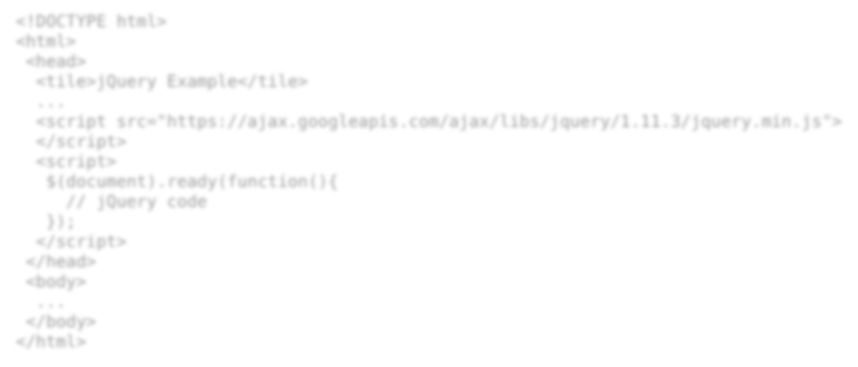 <!DOCTYPE html>
<html>
<head>
<tile>jQuery Example</tile>
...
<script src="https://ajax.googleapis.com/ajax/libs/jquery/1.11.3/jquery.min.js">
</script>
<script>
$(document).ready(function(){
// jQuery code
});
</script>
</head>
<body>
...
</body>
</html>